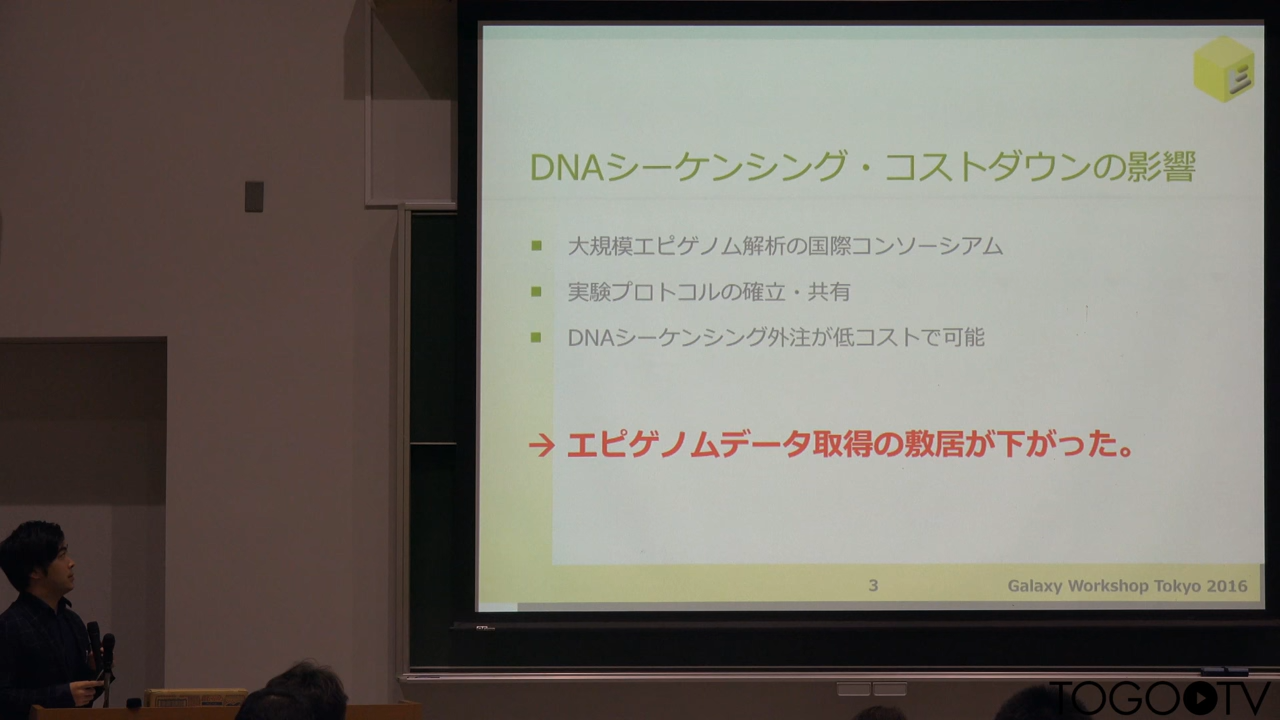 DNAシーケンシング・コストダウンの影響
■ 大規模エピゲノム解析の国際コンソーシアム
■ 実験プロトコルの確立・共有
■ DNAシーケンシング外注が低コストで可能
→ エピゲノムデータ取得の敷居が下がった。
3
Galaxy Workshop Tokyo 2016
TOGOTV